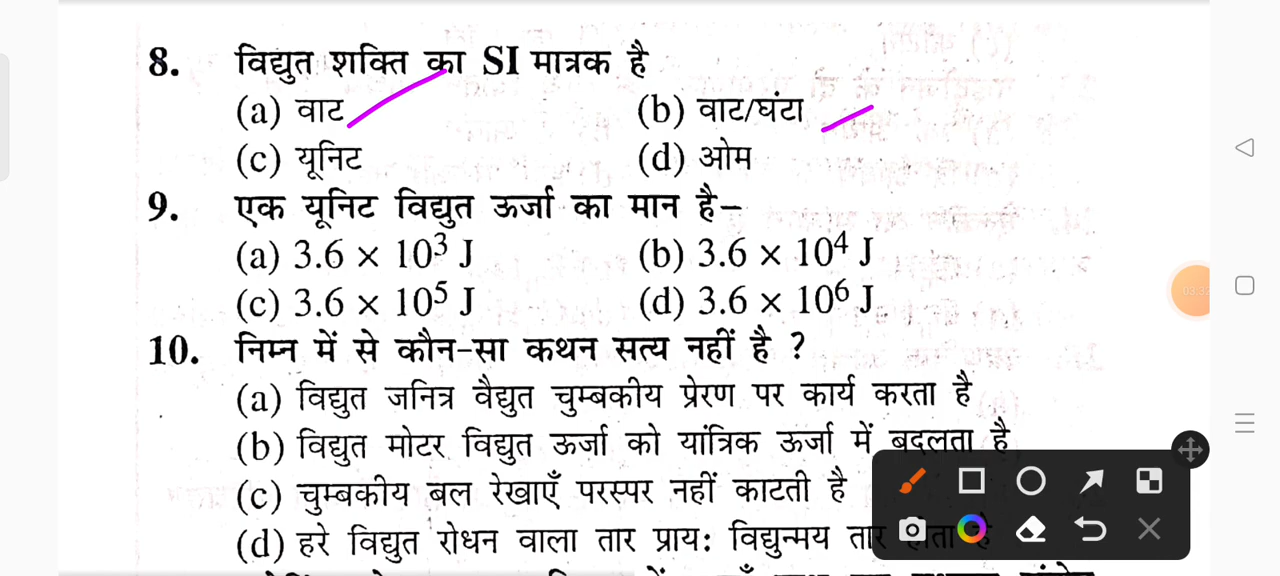 8. विद्युत शक्ति का SI मात्रक है
(a) वाट (b) वाट/घंटा
(c) यूनिट (d) ओम
9. एक यूनिट विद्युत ऊर्जा का मान है–
(a) 3.6 × 10³ J (b) 3.6 × 10⁴ J
(c) 3.6 × 10⁵ J (d) 3.6 × 10⁶ J
10. निम्न में से कौन-सा कथन सत्य नहीं है ?
(a) विद्युत जनित्र वैद्युत चुम्बकीय प्रेरण पर कार्य करता है
(b) विद्युत मोटर विद्युत ऊर्जा को यांत्रिक ऊर्जा में बदलता है
(c) चुम्बकीय बल रेखाएँ परस्पर नहीं काटती है
(d) हरे विद्युत रोधन वाला तार प्रायः विद्युन्मय तार होता है